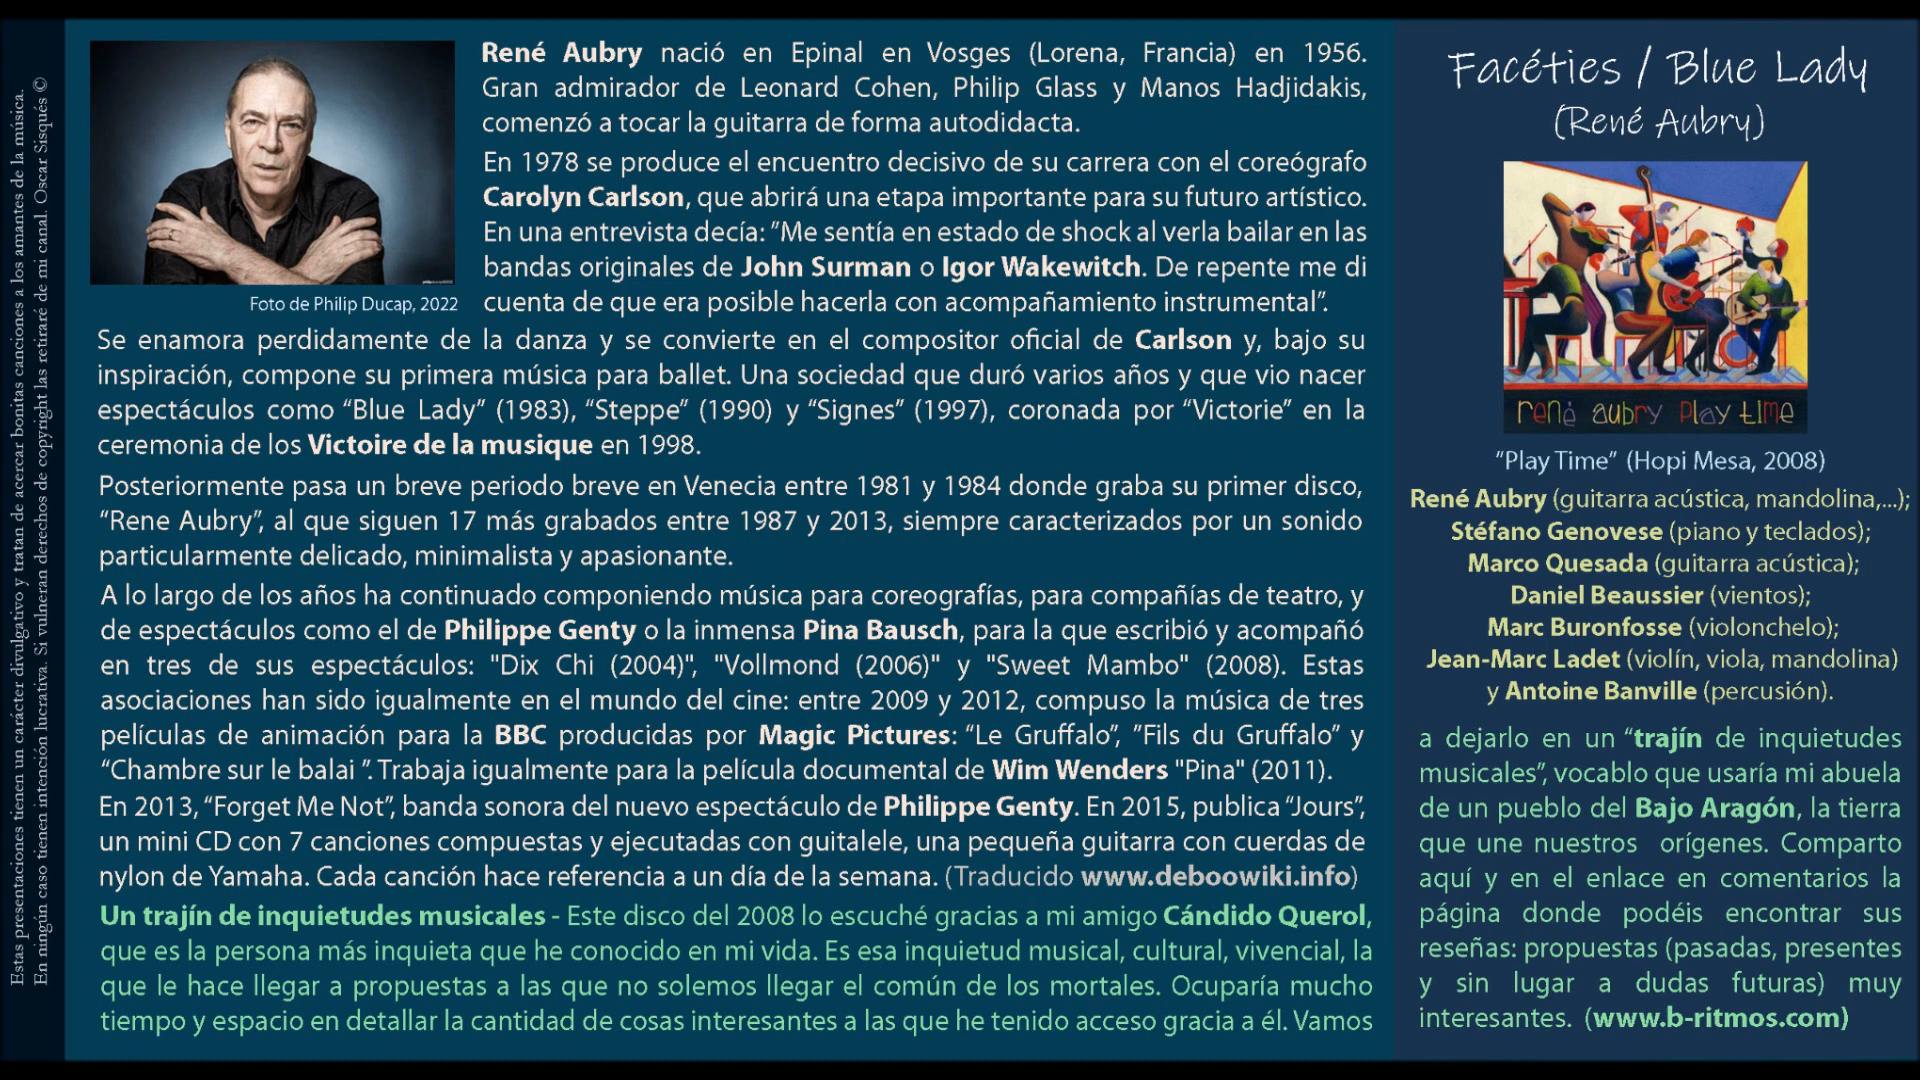 Estas presentaciones tienen un carácter divulgativo y tratan de acercar bonitas canciones a los amantes de la música.
En ningún caso tienen intención lucrativa. Si vulneran derechos de copyright las retiraré de mi canal. Oscar Sisqués ©
Foto de Philip Ducap, 2022
René Aubry nació en Epinal en Vosges (Lorena, Francia) en 1956.
Gran admirador de Leonard Cohen, Philip Glass y Manos Hadjidakis,
comenzó a tocar la guitarra de forma autodidacta.
En 1978 se produce el encuentro decisivo de su carrera con el coreógrafo
Carolyn Carlson, que abrirá una etapa importante para su futuro artístico.
En una entrevista decía: "Me sentía en estado de shock al verla bailar en las
bandas originales de John Surman o Igor Wakewitch. De repente me di
cuenta de que era posible hacerla con acompañamiento instrumental".
Se enamora perdidamente de la danza y se convierte en el compositor oficial de Carlson y, bajo su
inspiración, compone su primera música para ballet. Una sociedad que duró varios años y que vio nacer
espectáculos como "Blue Lady" (1983), "Steppe" (1990) y "Signes" (1997), coronada por "Victorie" en la
ceremonia de los Victoire de la musique en 1998.
Posteriormente pasa un breve periodo breve en Venecia entre 1981 y 1984 donde graba su primer disco,
"Rene Aubry", al que siguen 17 más grabados entre 1987 y 2013, siempre caracterizados por un sonido
particularmente delicado, minimalista y apasionante.
A lo largo de los años ha continuado componiendo música para coreografías, para compañías de teatro, y
de espectáculos como el de Philippe Genty o la inmensa Pina Bausch, para la que escribió y acompañó
en tres de sus espectáculos: "Dix Chi (2004)", "Vollmond (2006)" y "Sweet Mambo" (2008). Estas
asociaciones han sido igualmente en el mundo del cine: entre 2009 y 2012, compuso la música de tres
películas de animación para la BBC producidas por Magic Pictures: "Le Gruffalo", "Fils du Gruffalo" y
"Chambre sur le balai ". Trabaja igualmente para la película documental de Wim Wenders "Pina" (2011).
En 2013, "Forget Me Not", banda sonora del nuevo espectáculo de Philippe Genty. En 2015, publica "Jours",
un mini CD con 7 canciones compuestas y ejecutadas con guitalele, una pequeña guitarra con cuerdas de
nylon de Yamaha. Cada canción hace referencia a un día de la semana. (Traducido www.deboowiki.info)
Un trajín de inquietudes musicales - Este disco del 2008 lo escuché gracias a mi amigo Cándido Querol,
que es la persona más inquieta que he conocido en mi vida. Es esa inquietud musical, cultural, vivencial, la
que le hace llegar a propuestas a las que no solemos llegar el común de los mortales. Ocuparía mucho
tiempo y espacio en detallar la cantidad de cosas interesantes a las que he tenido acceso gracia a él. Vamos
Facéties / Blue Lady
(René Aubry)
rené aubry play time
"Play Time" (Hopi Mesa, 2008)
René Aubry (guitarra acústica, mandolina,...);
Stéfano Genovese (piano y teclados);
Marco Quesada (guitarra acústica);
Daniel Beaussier (vientos);
Marc Buronfosse (violonchelo);
Jean-Marc Ladet (violín, viola, mandolina)
y Antoine Banville (percusión).
a dejarlo en un "trajín de inquietudes
musicales", vocablo que usaría mi abuela
de un pueblo del Bajo Aragón, la tierra
que une nuestros orígenes. Comparto
aquí y en el enlace en comentarios la
página donde podéis encontrar sus
reseñas: propuestas (pasadas, presentes
y sin lugar a dudas futuras) muy
interesantes. (www.b-ritmos.com)